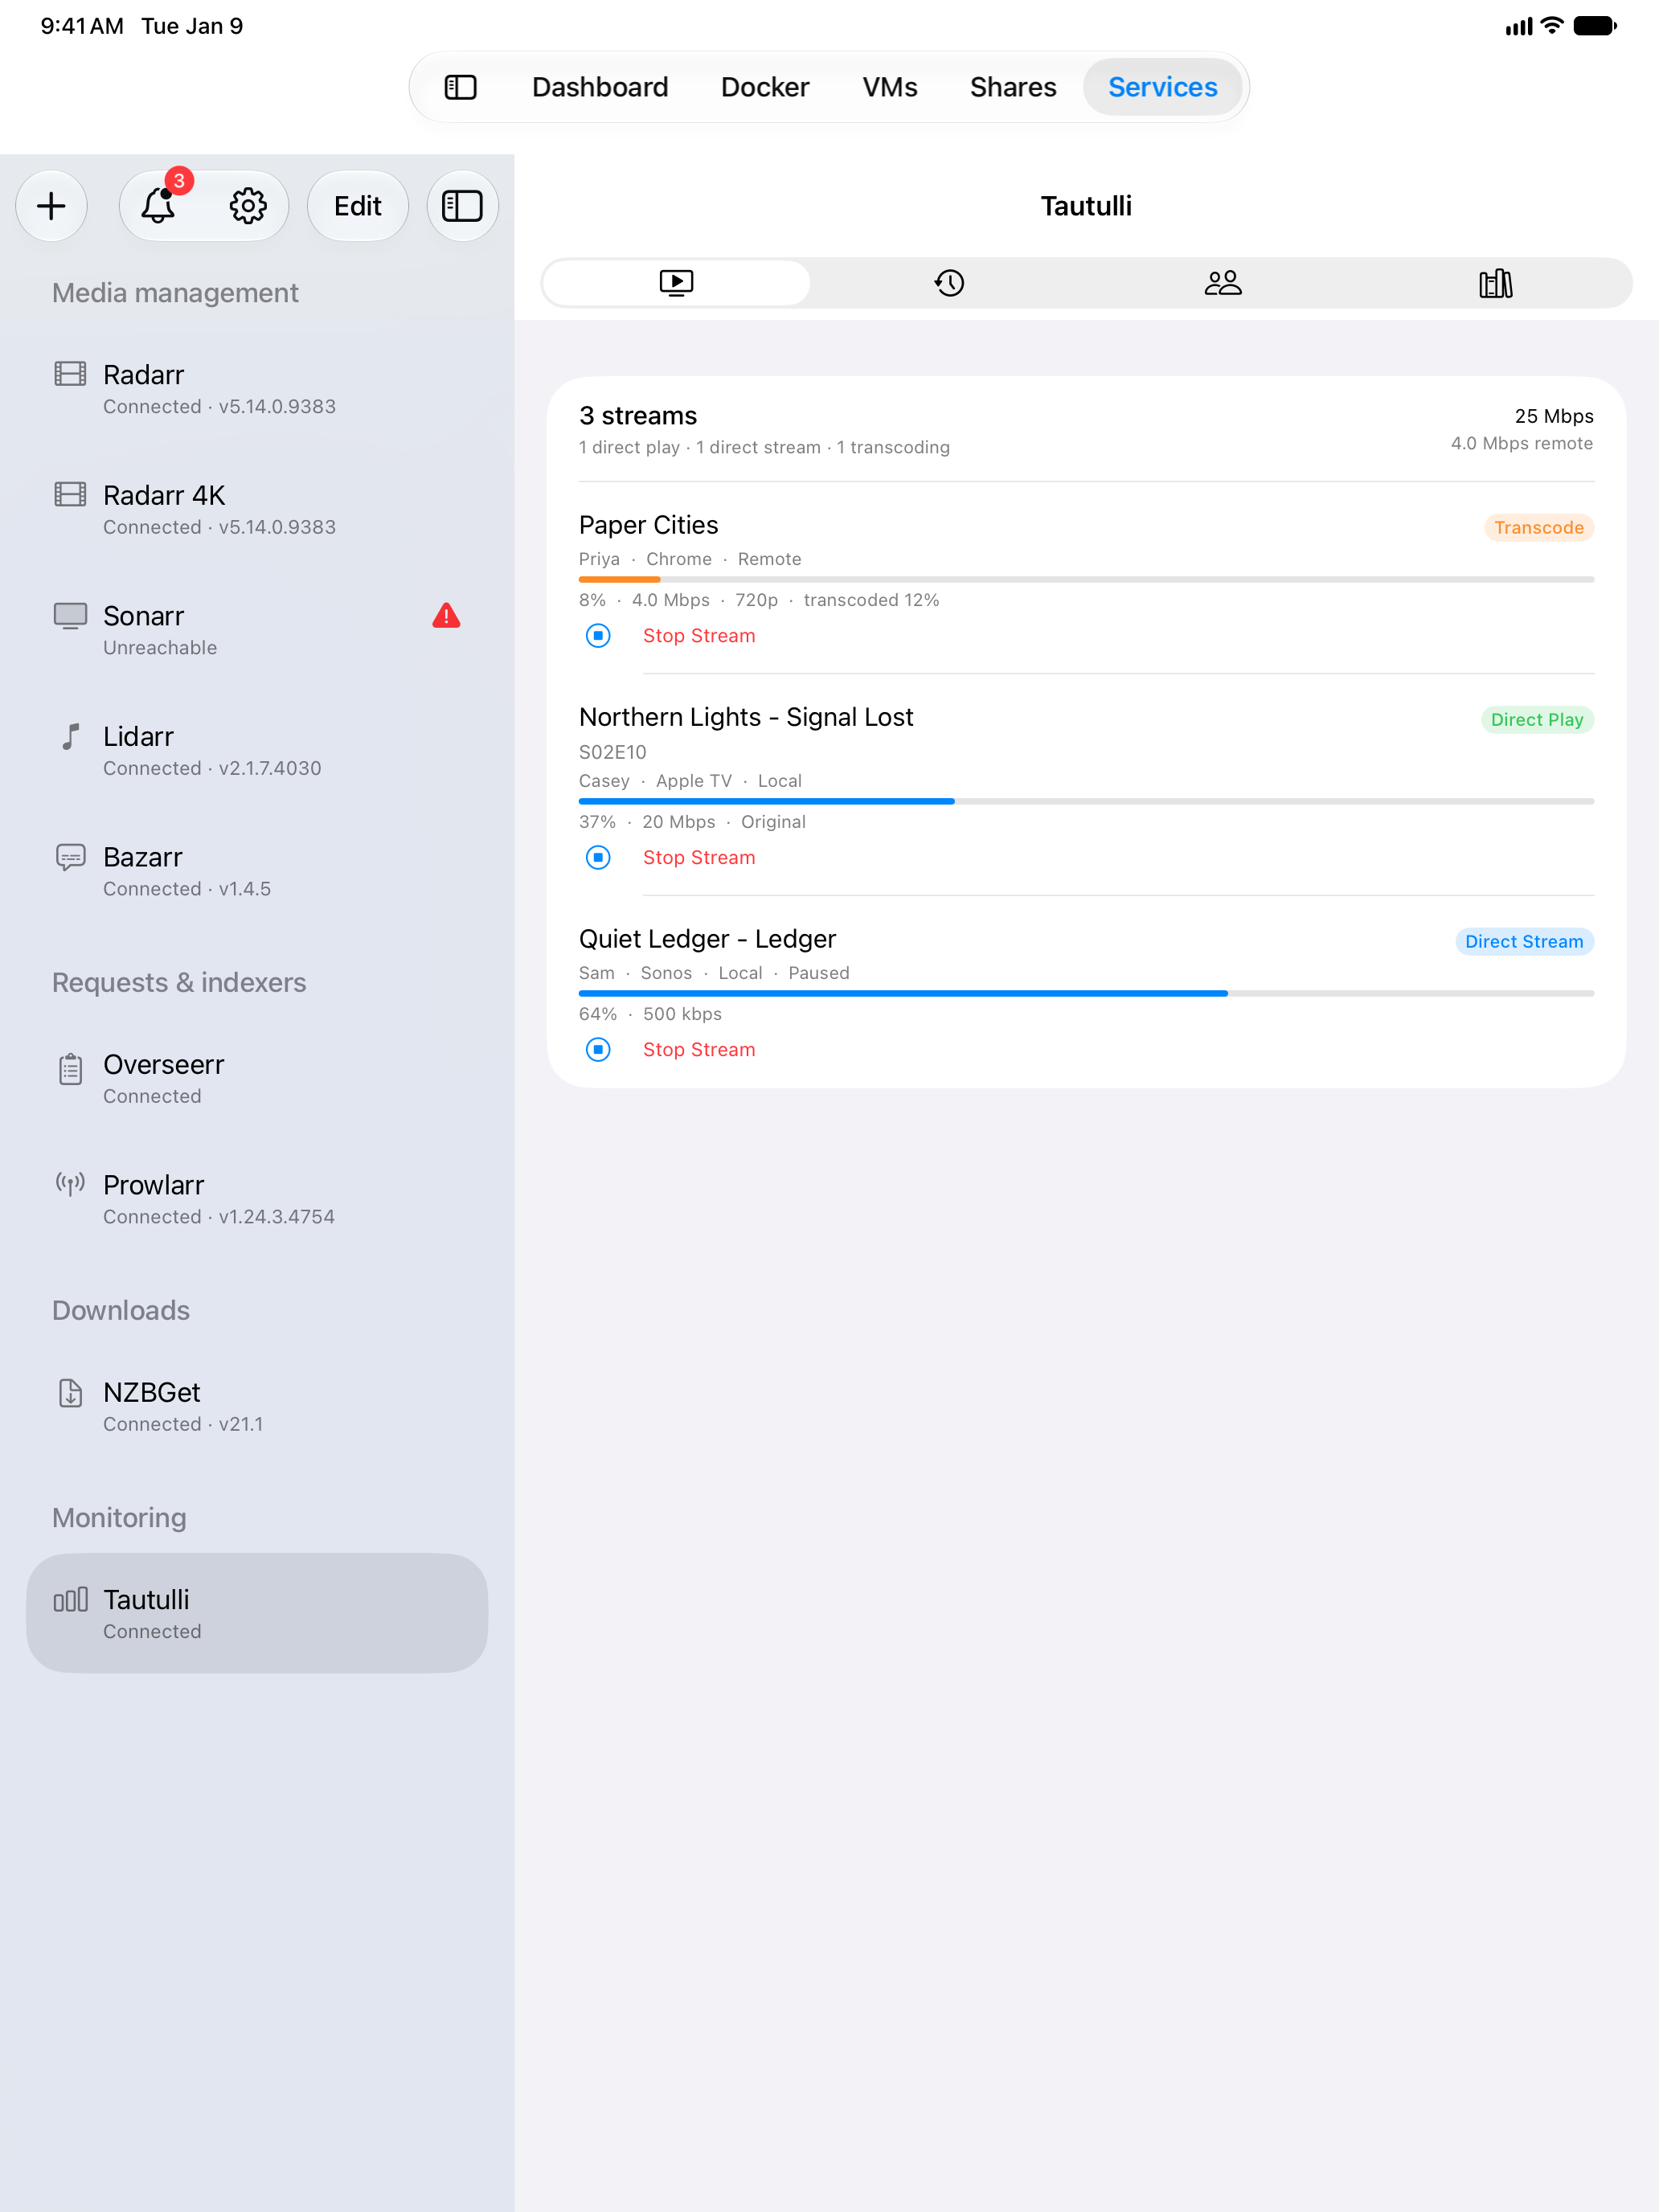 9:41 AM Tue Jan 9
Dashboard Docker VMs Shares Services
3
Edit
Media management
Radarr
Connected · v5.14.0.9383
Radarr 4K
Connected · v5.14.0.9383
Sonarr
Unreachable
Lidarr
Connected · v2.1.7.4030
Bazarr
Connected · v1.4.5
Requests & indexers
Overseerr
Connected
Prowlarr
Connected · v1.24.3.4754
Downloads
NZBGet
Connected · v21.1
Monitoring
Tautulli
Connected
Tautulli
3 streams
25 Mbps
1 direct play · 1 direct stream · 1 transcoding
4.0 Mbps remote
Paper Cities
Transcode
Priya · Chrome · Remote
8% · 4.0 Mbps · 720p · transcoded 12%
Stop Stream
Northern Lights - Signal Lost
Direct Play
S02E10
Casey · Apple TV · Local
37% · 20 Mbps · Original
Stop Stream
Quiet Ledger - Ledger
Direct Stream
Sam · Sonos · Local · Paused
64% · 500 kbps
Stop Stream